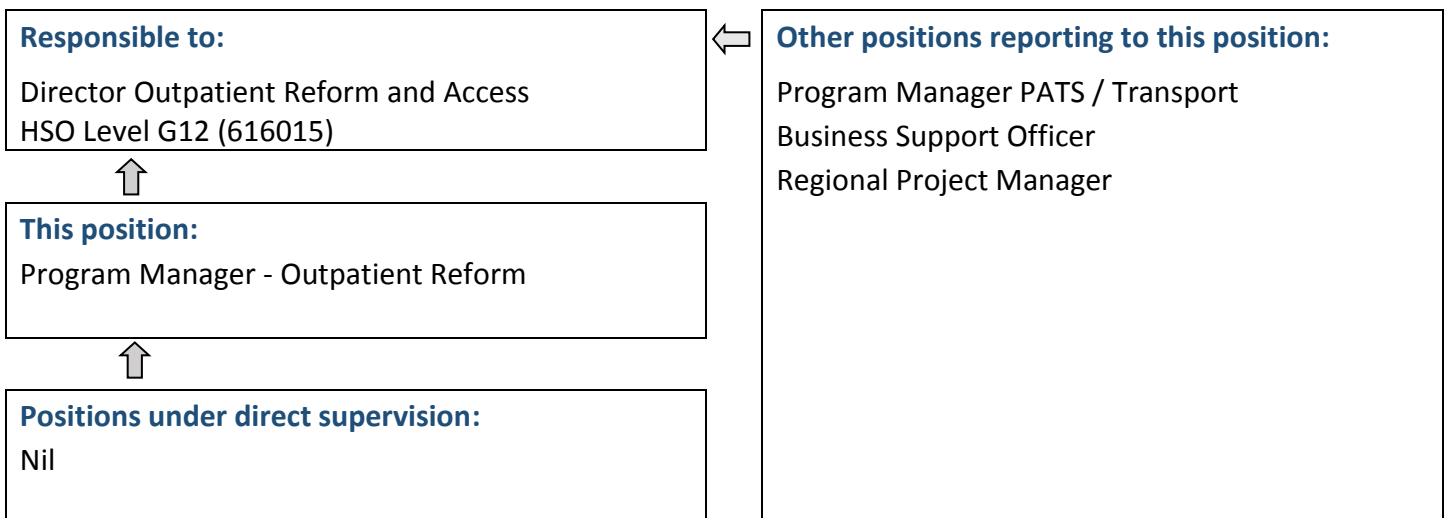 Responsible to:
Director Outpatient Reform and Access
HSO Level G12 (616015)
This position:
Program Manager - Outpatient Reform
Positions under direct supervision:
Nil
Other positions reporting to this position:
Program Manager PATS / Transport
Business Support Officer
Regional Project Manager